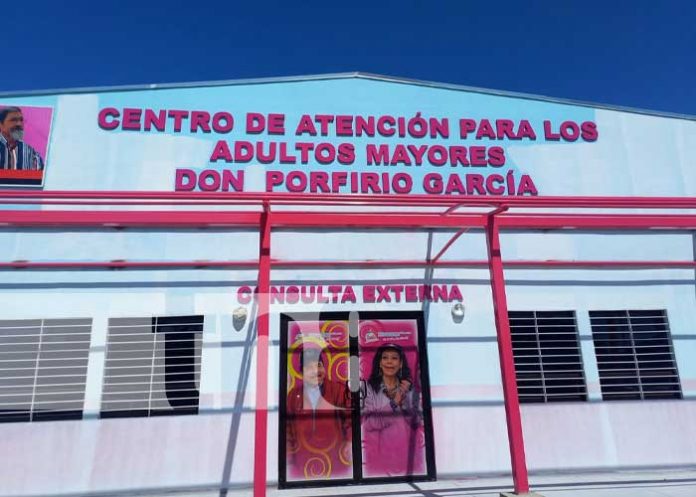 CENTRO DE ATENCIÓN PARA LOS
ADULTOS MAYORES
DON PORFIRIO GARCÍA
CONSULTA EXTERNA